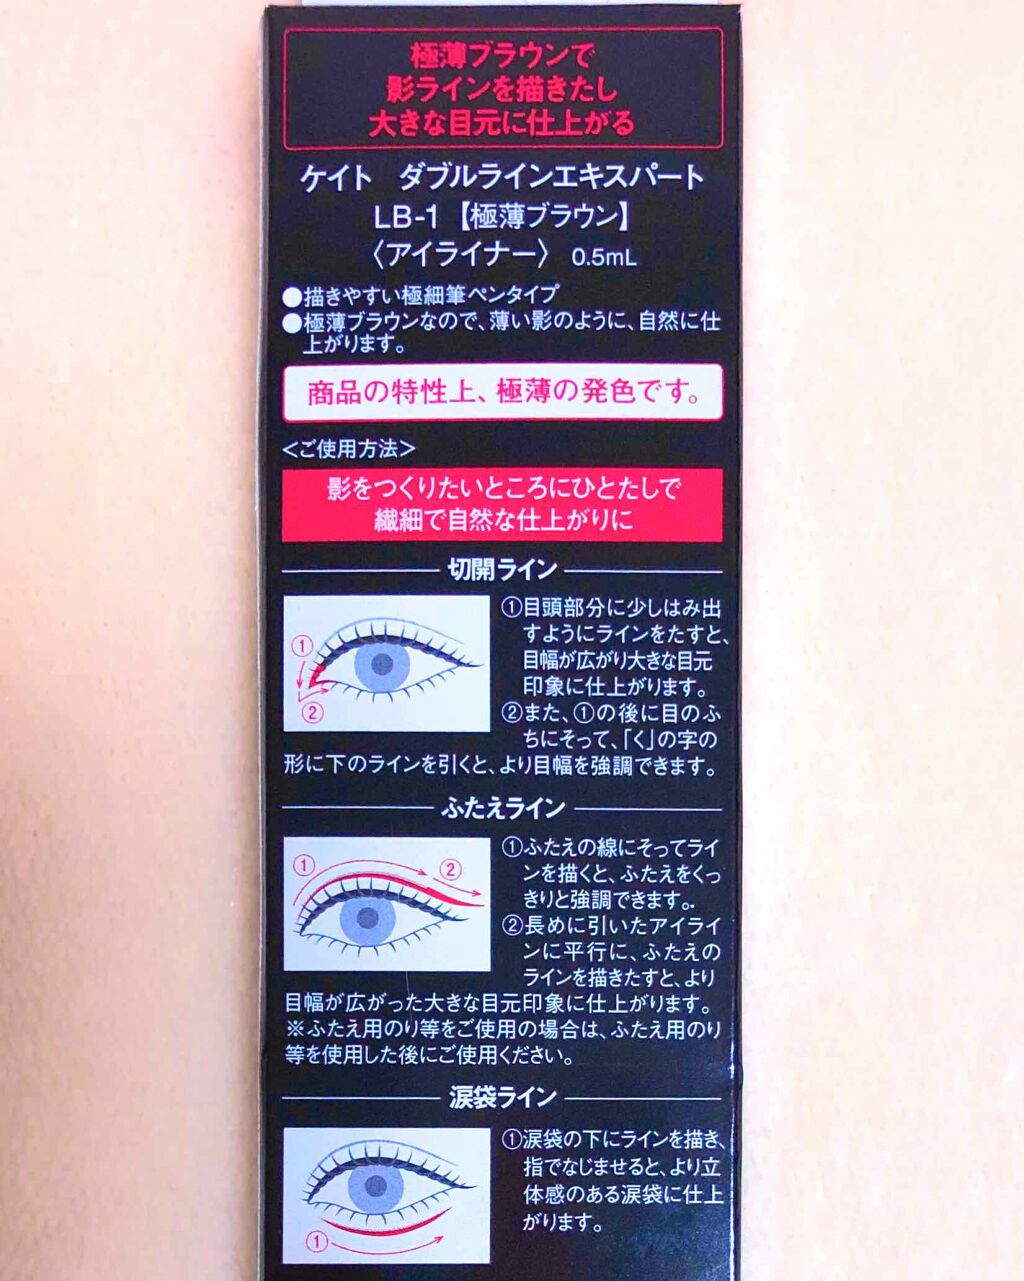 極薄ブラウンで
影ラインを描きたし
大きな目元に仕上がる
ケイト ダブルラインエキスパート
LB-1【極薄ブラウン】
〈アイライナー〉 0.5mL
●描きやすい極細筆ペンタイプ
●極薄ブラウンなので、薄い影のように、自然に仕
上がります。
商品の特性上、極薄の発色です。
<ご使用方法>
影をつくりたいところにひとたしで
繊細で自然な仕上がりに
切開ライン
①
②
①目頭部分に少しはみ出
すようにラインをたすと、
目幅が広がり大きな目元
印象に仕上がります。
②また、①の後に目のふ
ちにそって、「く」の字の
形に下のラインを引くと、より目幅を強調できます。
ふたえライン
① ②
①ふたえの線にそってライ
ンを描くと、ふたえをくっ
きりと強調できます。
②長めに引いたアイライ
ンに平行に、ふたえの
ラインを描きたすと、より
目幅が広がった大きな目元印象に仕上がります。
※ふたえ用のり等をご使用の場合は、ふたえ用のり
等を使用した後にご使用ください。
涙袋ライン
①
①涙袋の下にラインを描き、
指でなじませると、より立
体感のある涙袋に仕上
がります。